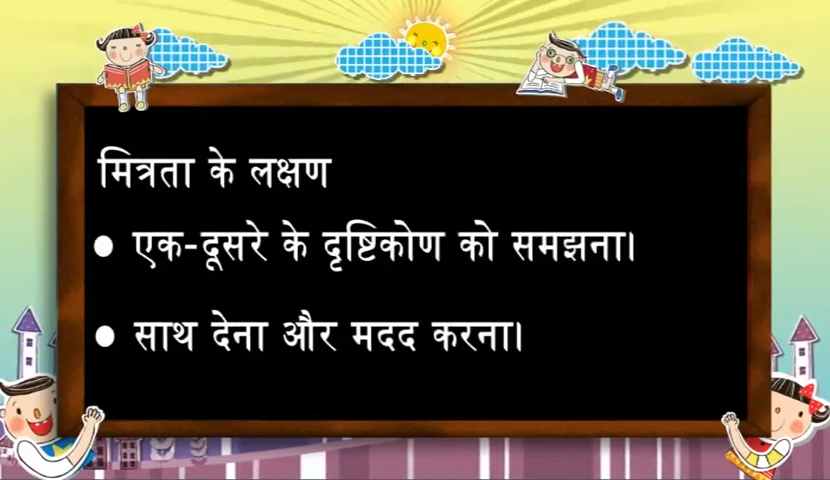 मित्रता के लक्षण
● एक-दूसरे के दृष्टिकोण को समझना।
● साथ देना और मदद करना।